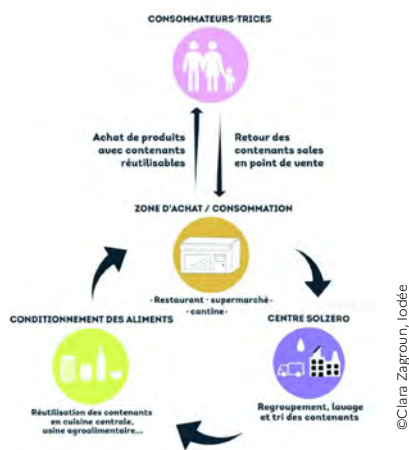 CONSOMMATEURS·TRICES
Achat de produits
avec contenants
réutilisables
Retour des
contenants sales
en point de vente
ZONE D'ACHAT / CONSOMMATION
·Restaurant · supermarché ·
· cantine ·
CONDITIONNEMENT DES ALIMENTS
Réutilisation des contenants
en cuisine centrale,
usine agroalimentaire...
CENTRE SOLZERO
Regroupement, lavage
et tri des contenants
©Clara Zagroun, Iodée